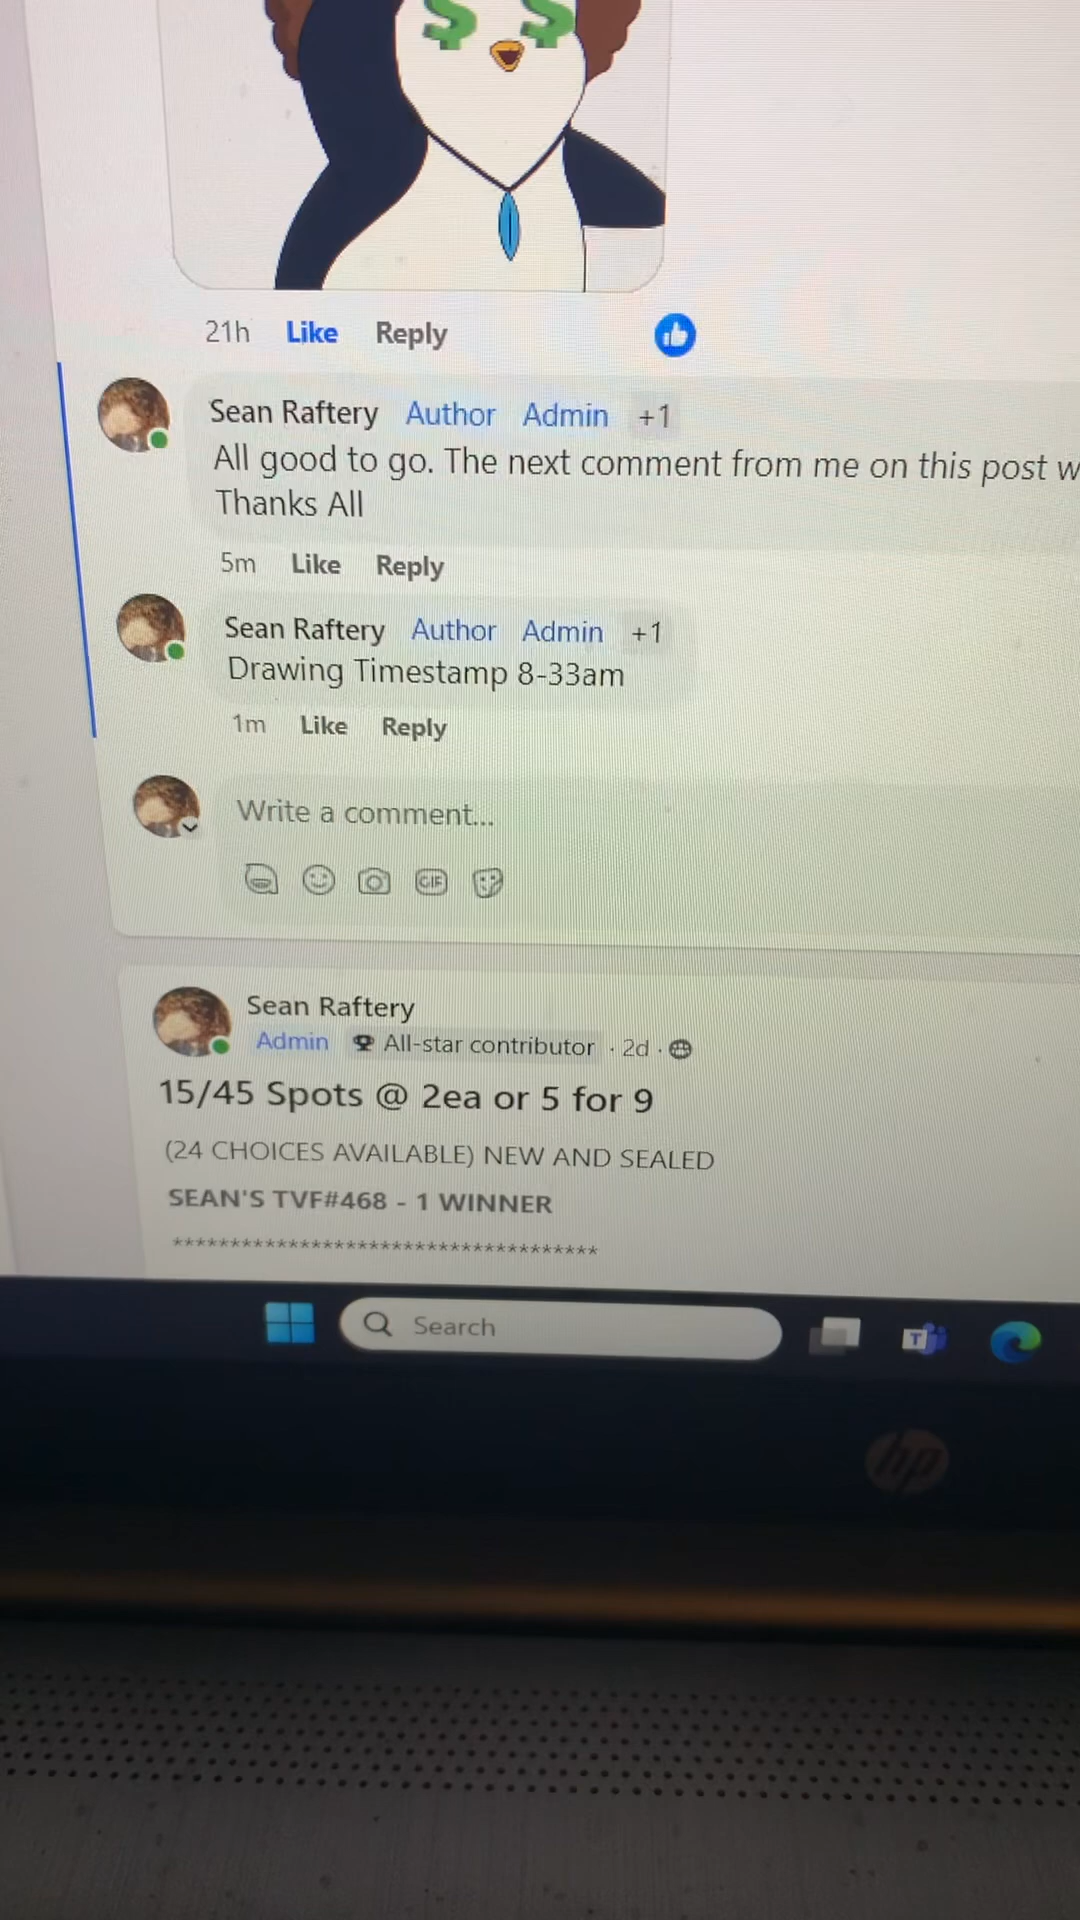 $ $
21h Like Reply
Sean Raftery Author Admin +1
All good to go. The next comment from me on this post w
Thanks All
5m Like Reply
Sean Raftery Author Admin +1
Drawing Timestamp 8-33am
1m Like Reply
Write a comment...
GIF
Sean Raftery
Admin All-star contributor · 2d ·
15/45 Spots @ 2ea or 5 for 9
(24 CHOICES AVAILABLE) NEW AND SEALED
SEAN'S TVF#468 - 1 WINNER
*************************************
Search
T
hp